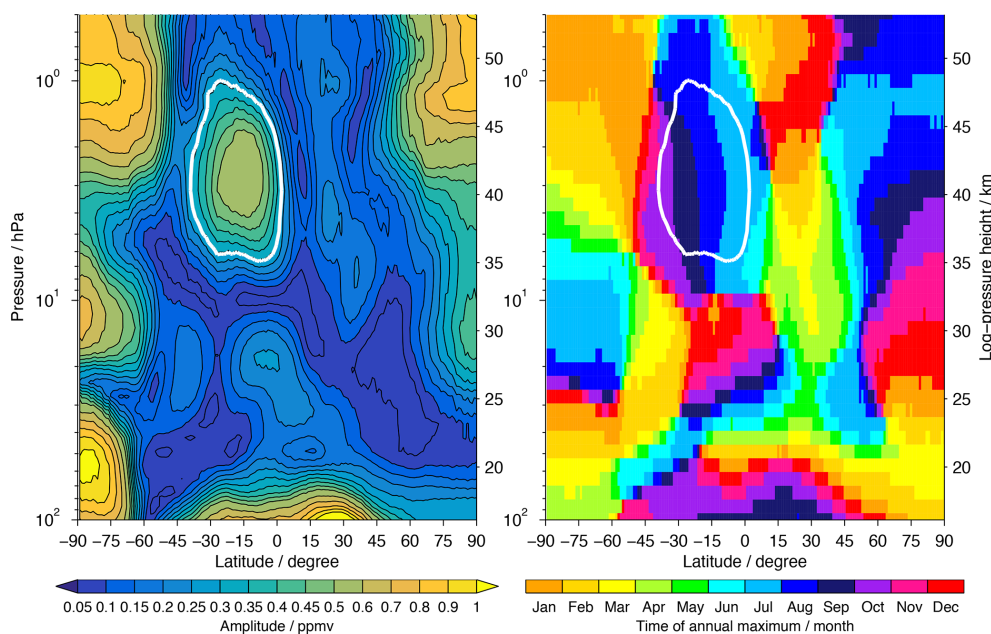 Pressure / hPa
10⁰
10¹
10²
50
45
40
35
30
25
20
−90 −75 −60 −45 −30 −15 0 15 30 45 60 75 90
Latitude / degree
0.05 0.1 0.15 0.2 0.25 0.3 0.35 0.4 0.45 0.5 0.6 0.7 0.8 0.9 1
Amplitude / ppmv
10⁰
10¹
10²
50
45
40
35
30
25
20
Log−pressure height / km
−90 −75 −60 −45 −30 −15 0 15 30 45 60 75 90
Latitude / degree
Jan Feb Mar Apr May Jun Jul Aug Sep Oct Nov Dec
Time of annual maximum / month